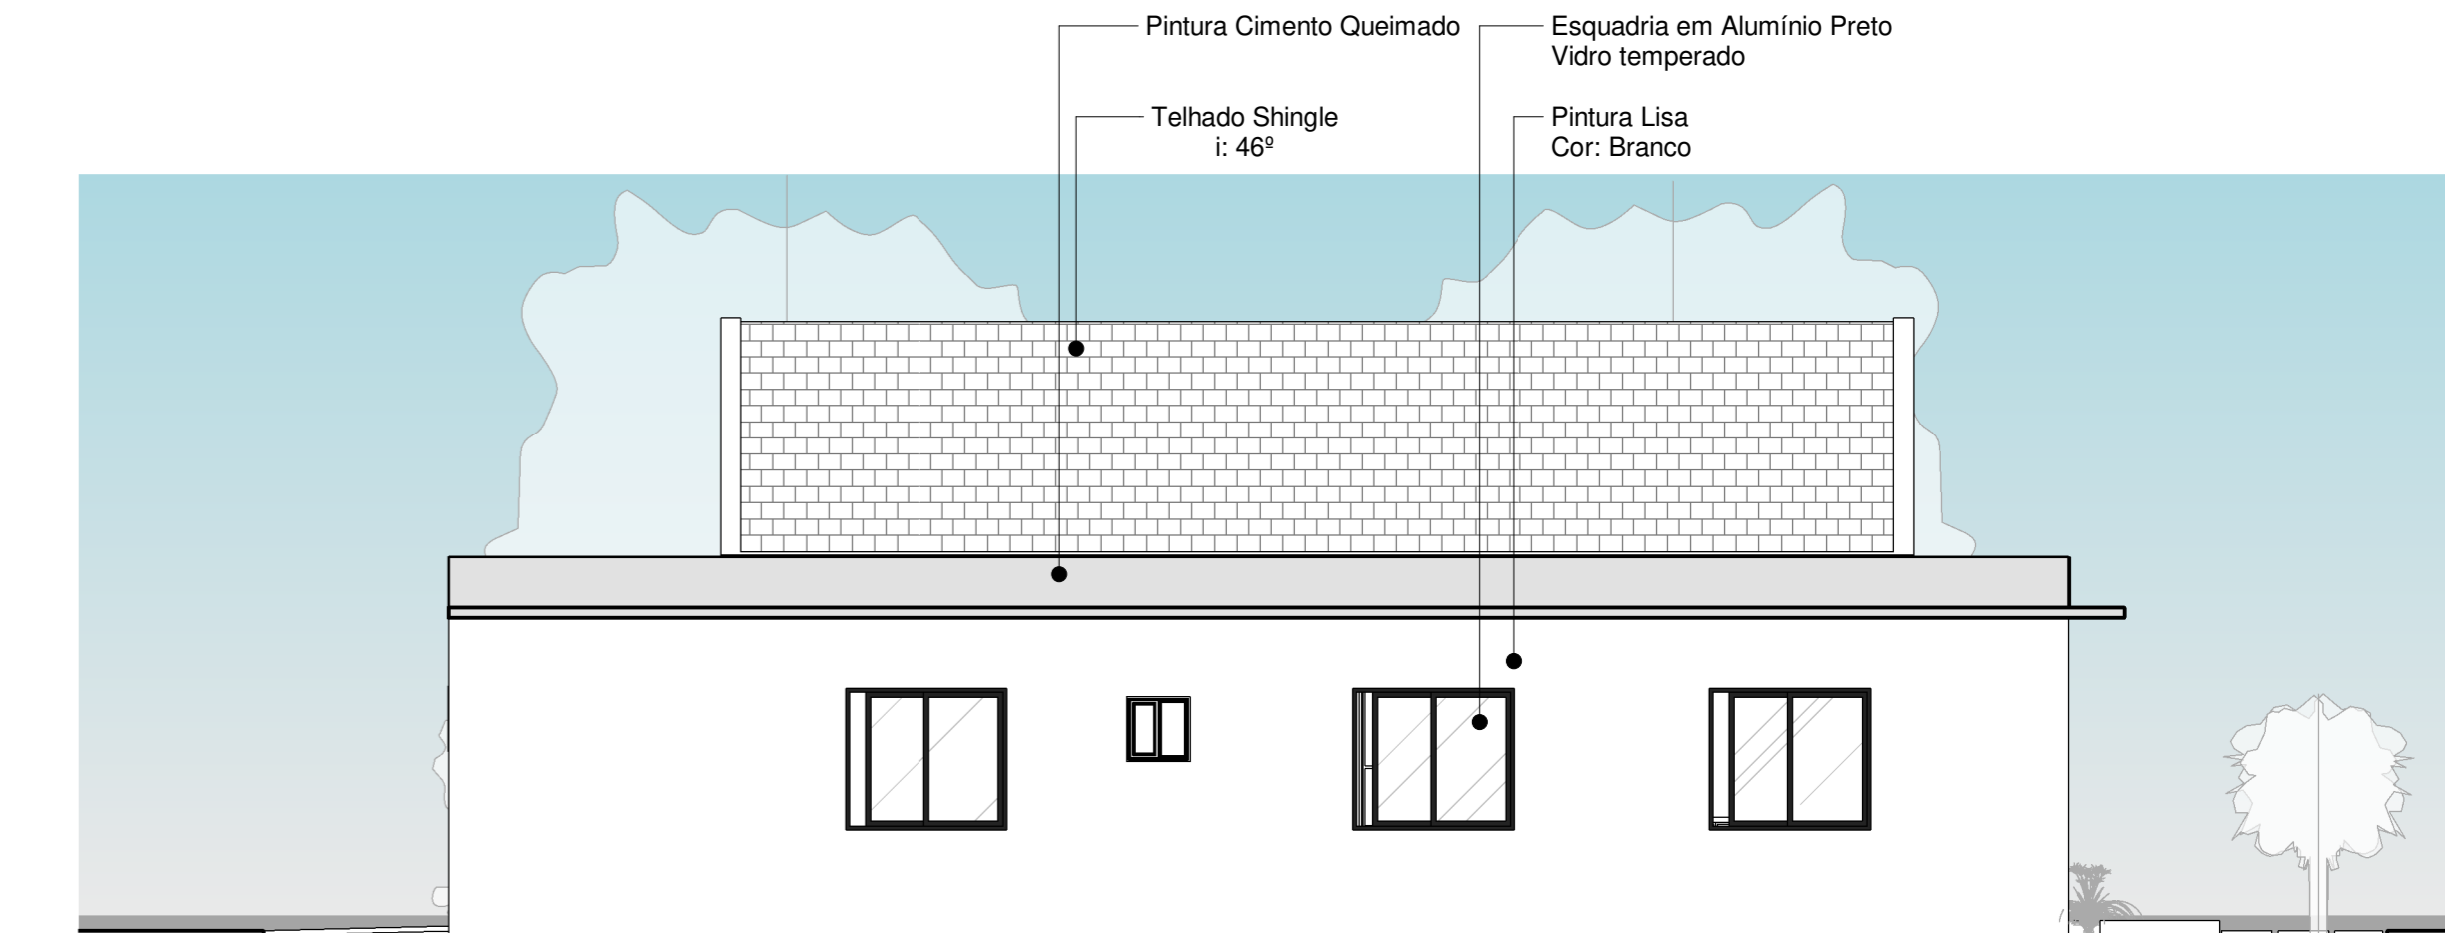 Pintura Cimento Queimado
Esquadria em Alumínio Preto
Vidro temperado
Telhado Shingle
i: 46º
Pintura Lisa
Cor: Branco